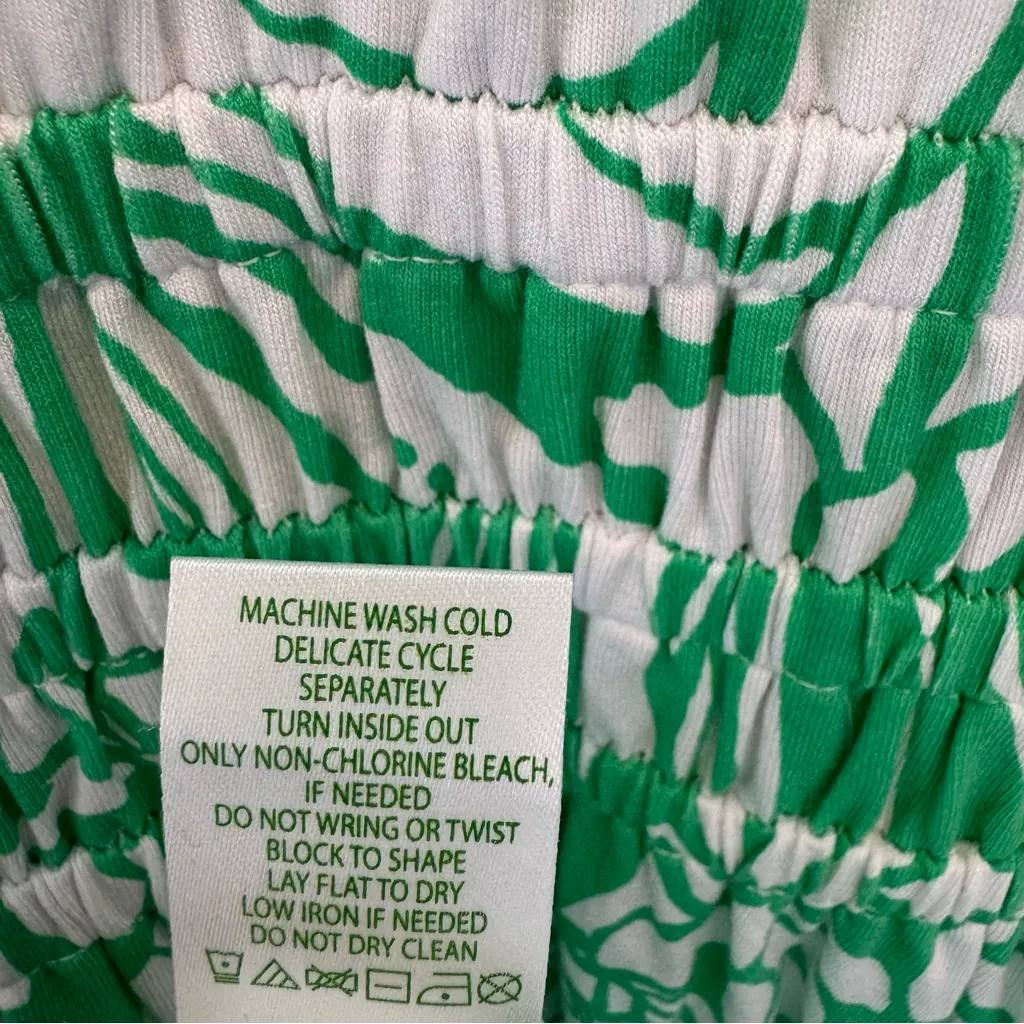 MACHINE WASH COLD
DELICATE CYCLE
SEPARATELY
TURN INSIDE OUT
ONLY NON-CHLORINE BLEACH,
IF NEEDED
DO NOT WRING OR TWIST
BLOCK TO SHAPE
LAY FLAT TO DRY
LOW IRON IF NEEDED
DO NOT DRY CLEAN